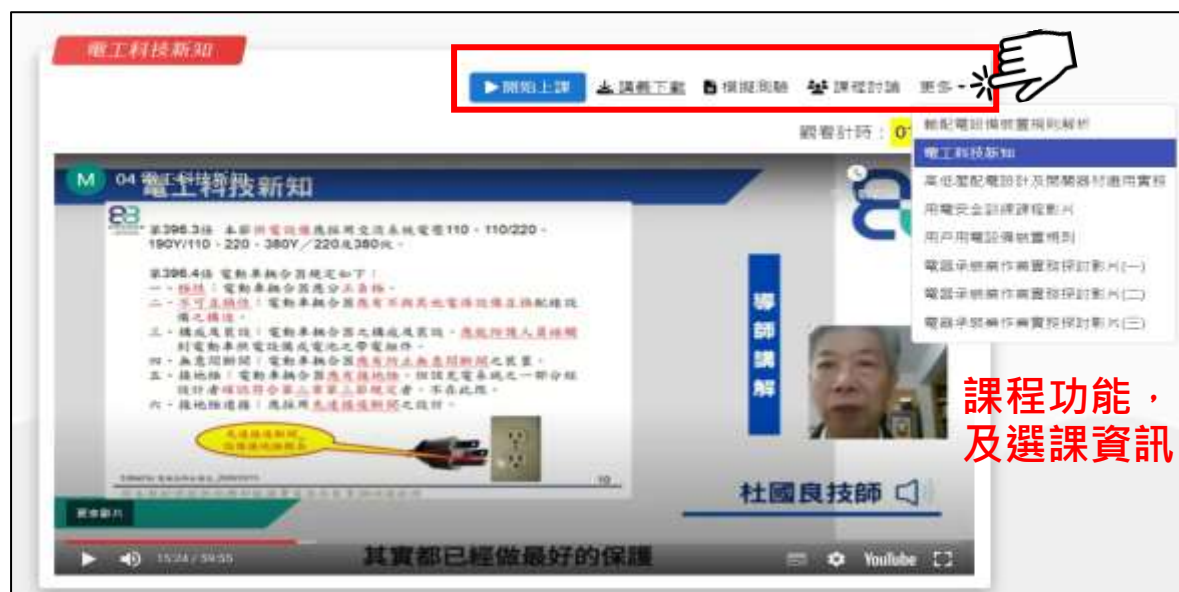 電工科技新知
▶開始上課 講義下載 模擬測驗 課程討論 更多
觀看計時：0
輸配電設備裝置規則解析
電工科技新知
高低壓配電設計及開關器材應用實務
用電安全訓練課程影片
用戶用電設備裝置規則
電器承裝業作業實務探討影片(一)
電器承裝業作業實務探討影片(二)
電器承裝業作業實務探討影片(三)
M 04 電工科技新知
電工科技新知
第396.3條 本節供電設備應採用交流系統電壓110、110/220、
190Y/110、220、380Y／220及380伏。
第396.4條 電動車耦合器規定如下：
一、極性：電動車耦合器應分正負極。
二、不可互換性：電動車耦合器應有不與其他電源設備互換配線設
備之構造。
三、構成及裝設：電動車耦合器之構成及裝設，應能防護人員碰觸
到電動車供電設備或電池之帶電組件。
四、無意間斷開：電動車耦合器應有防止無意間斷開之裝置。
五、接地極：電動車耦合器應有接地極。但該充電系統之一部分經
設計者確認符合第二章第二節規定者，不在此限。
六、接地極連接：應採用先連接後斷開之設計。
先連接後斷開，
10
導師講解
杜國良技師
更多影片
其實都已經做最好的保護
15:24 / 59:55
YouTube
課程功能，
及選課資訊